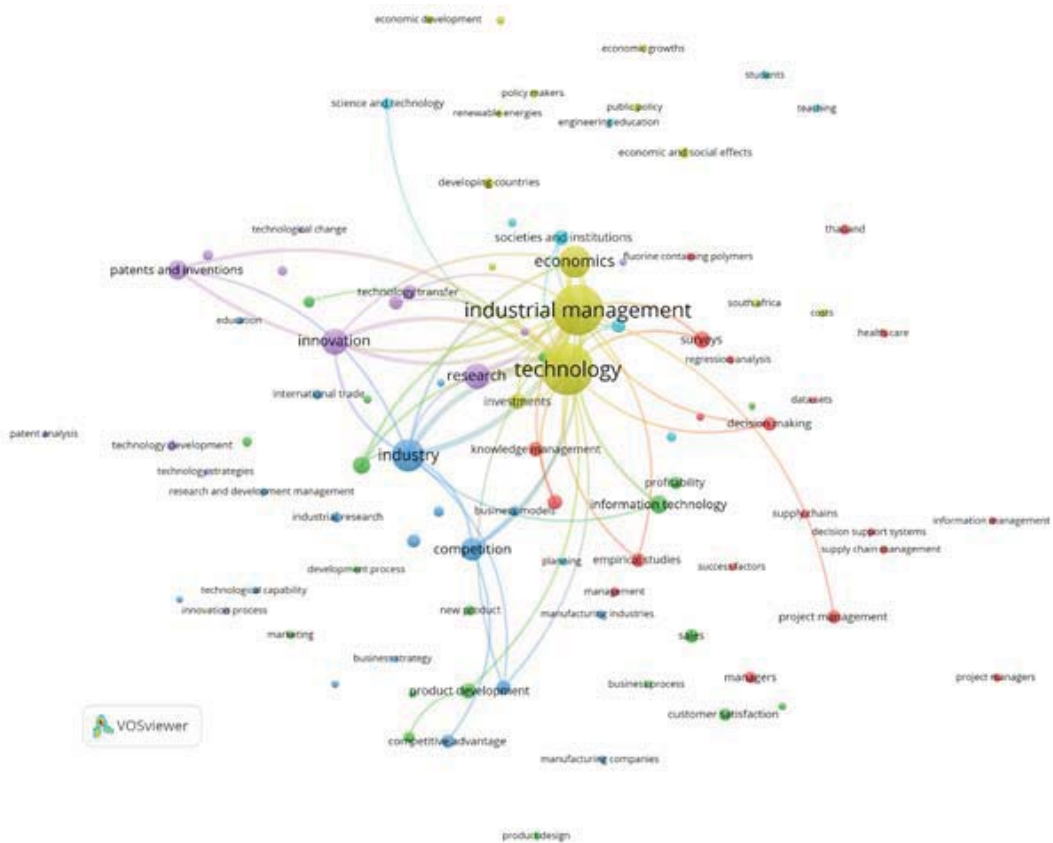 economic development
economic growths
students
policy makers
science and technology
public policy
teaching
renewable energies
engineering education
economic and social effects
developing countries
technological change
thailand
societies and institutions
fluorine containing polymers
economics
patents and inventions
technology transfer
south africa
costs
industrial management
education
healthcare
innovation
surveys
regression analysis
technology
research
international trade
investments
datasets
decision making
patent analysis
technology development
knowledge management
industry
technology strategies
profitability
research and development management
information technology
business models
supply chains
information management
industrial research
decision support systems
competition
supply chain management
planning
empirical studies
success factors
development process
technological capability
management
innovation process
new product
manufacturing industries
project management
marketing
sales
business strategy
managers
project managers
product development
business process
customer satisfaction
VOSviewer
competitive advantage
manufacturing companies
product design